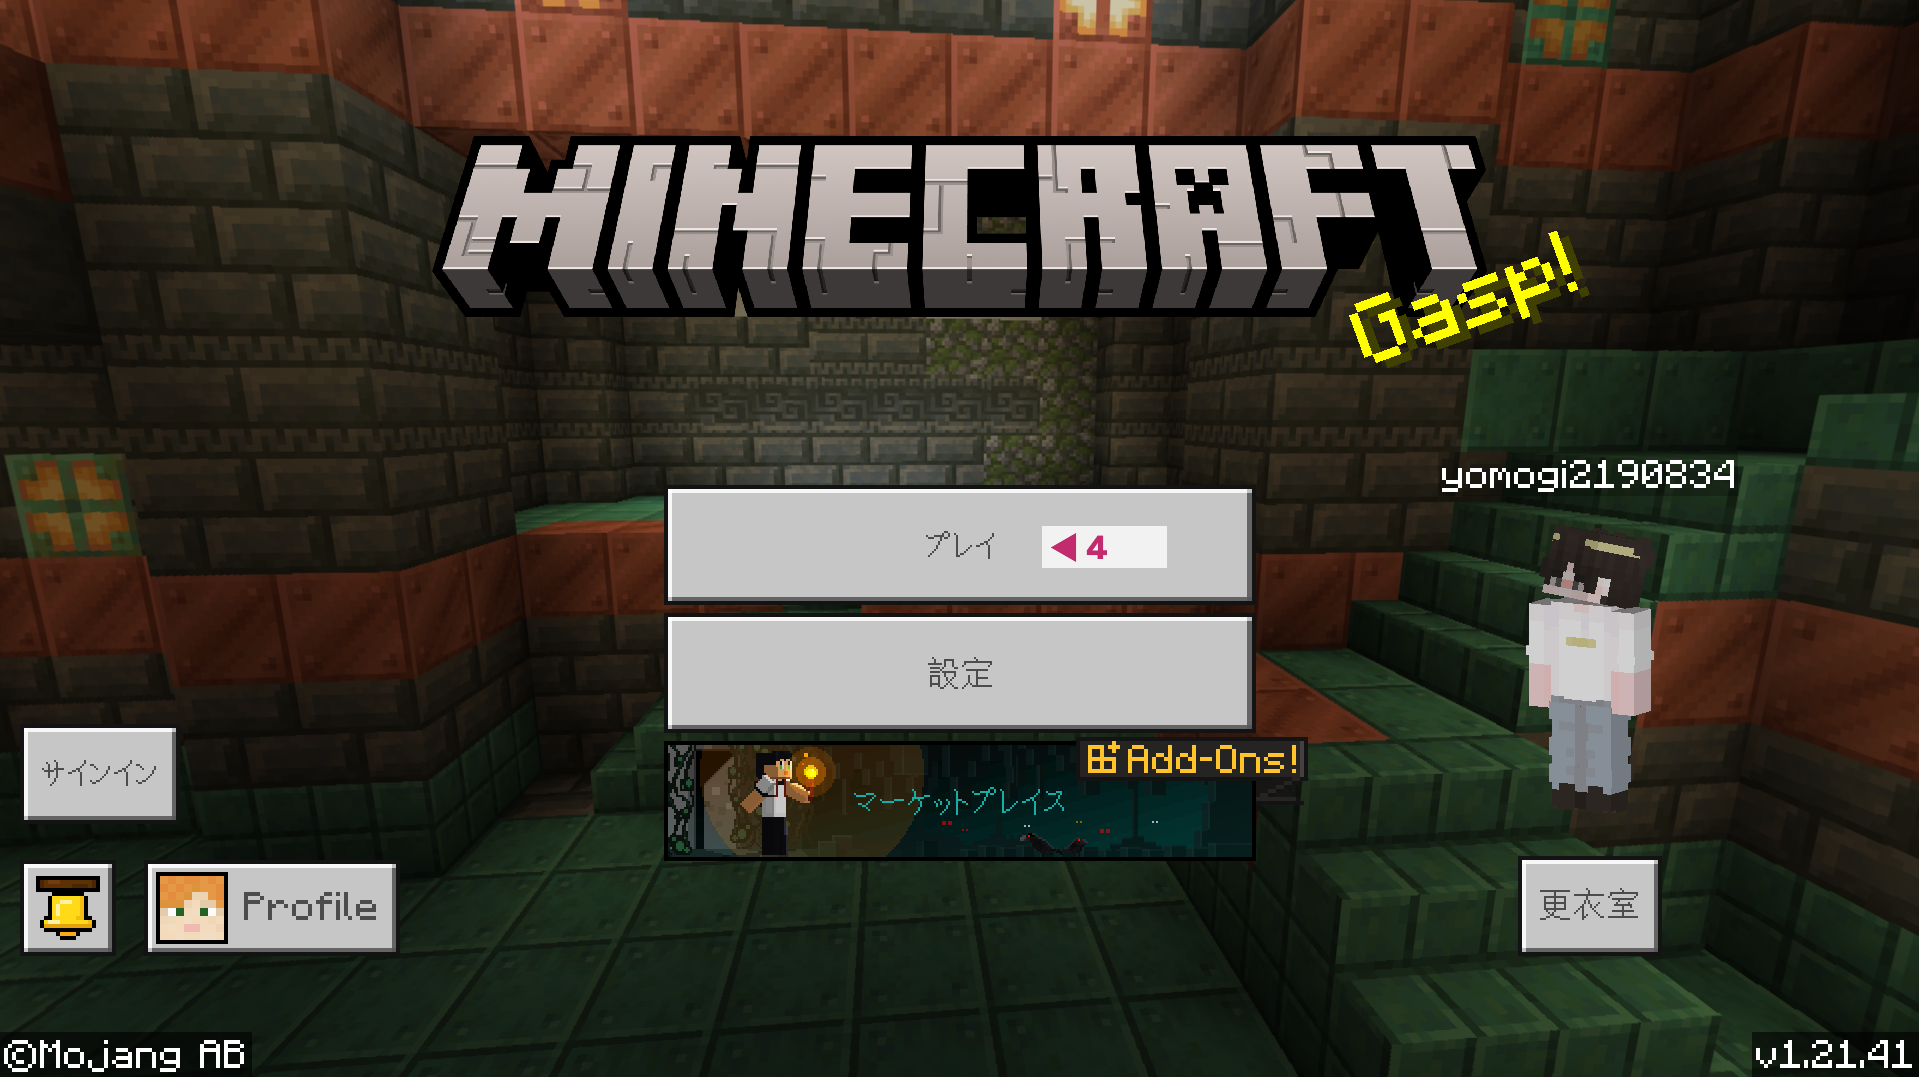 MINECRAFT
Gasp!
yomogi2190834
プレイ
4
設定
Add-Ons!
マーケットプレイス
サインイン
Profile
更衣室
©Mojang AB
v1.21.41